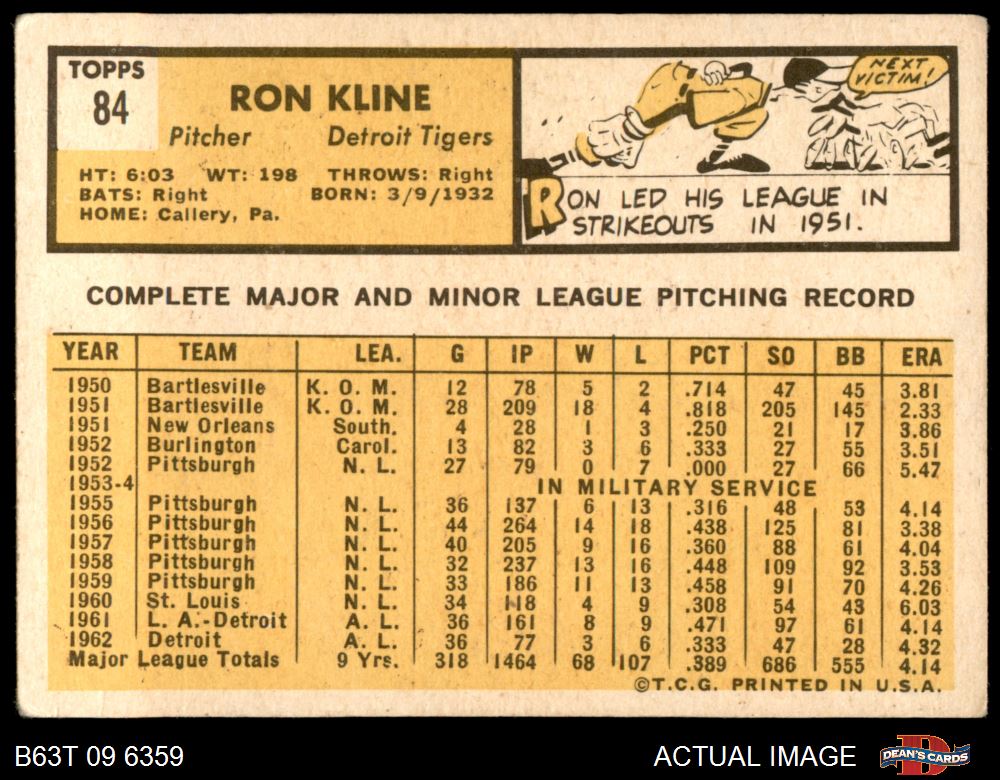 TOPPS
84
RON KLINE
Pitcher Detroit Tigers
HT: 6:03 WT: 198 THROWS: Right
BATS: Right BORN: 3/9/1932
HOME: Callery, Pa.
NEXT
VICTIM!
RON LED HIS LEAGUE IN
STRIKEOUTS IN 1951.
COMPLETE MAJOR AND MINOR LEAGUE PITCHING RECORD
YEAR TEAM LEA. G IP W L PCT SO BB ERA
1950 Bartlesville K. O. M. 12 78 5 2 .714 47 45 3.81
1951 Bartlesville K. O. M. 28 209 18 4 .818 205 145 2.33
1951 New Orleans South. 4 28 1 3 .250 21 17 3.86
1952 Burlington Carol. 13 82 3 6 .333 27 55 3.51
1952 Pittsburgh N. L. 27 79 0 7 .000 27 66 5.47
1953-4 IN MILITARY SERVICE
1955 Pittsburgh N. L. 36 137 6 13 .316 48 53 4.14
1956 Pittsburgh N. L. 44 264 14 18 .438 125 81 3.38
1957 Pittsburgh N. L. 40 205 9 16 .360 88 61 4.04
1958 Pittsburgh N. L. 32 237 13 16 .448 109 92 3.53
1959 Pittsburgh N. L. 33 186 11 13 .458 91 70 4.26
1960 St. Louis N. L. 34 118 4 9 .308 54 43 6.03
1961 L. A.-Detroit A. L. 36 161 8 9 .471 97 61 4.14
1962 Detroit A. L. 36 77 3 6 .333 47 28 4.32
Major League Totals 9 Yrs. 318 1464 68 107 .389 686 555 4.14
©T.C.G. PRINTED IN U.S.A.
B63T 09 6359 ACTUAL IMAGE DEAN'S CARDS